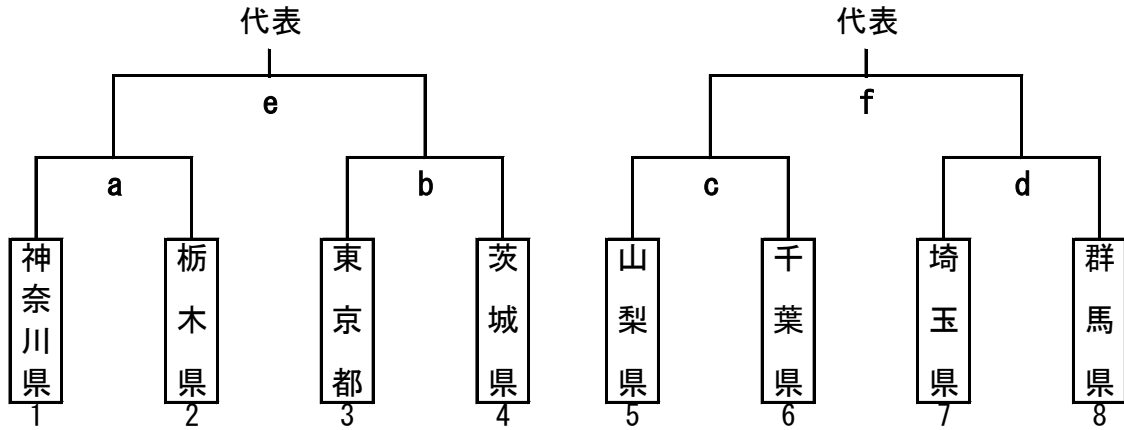 代表 代表
e f
a b c d
神奈川県 栃木県 東京都 茨城県 山梨県 千葉県 埼玉県 群馬県
1 2 3 4 5 6 7 8